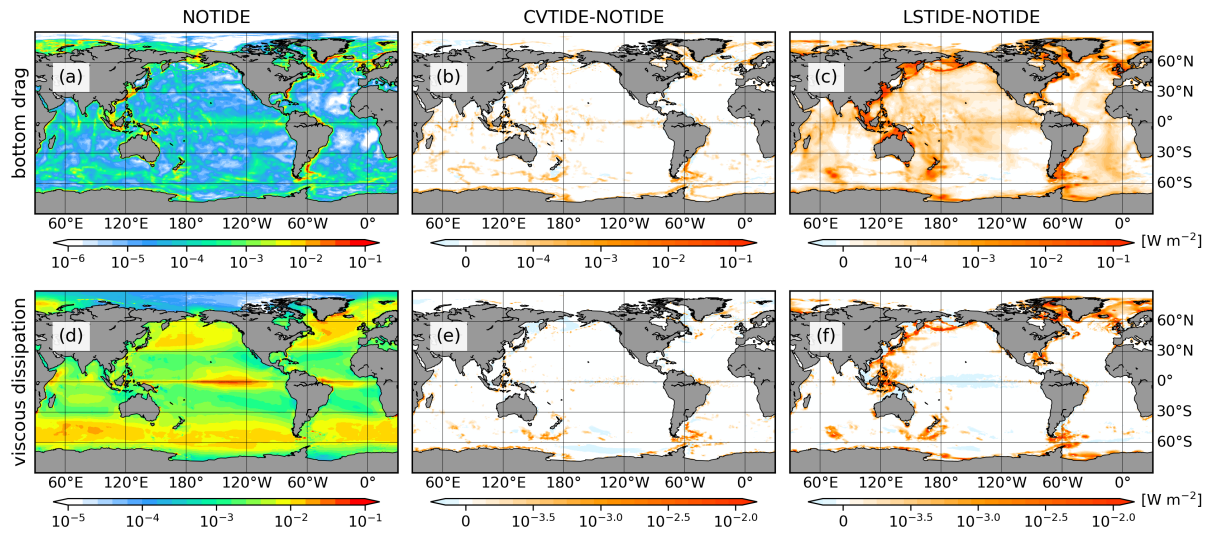 NOTIDE CVTIDE-NOTIDE LSTIDE-NOTIDE
bottom drag
(a) (b) (c)
60°N
30°N
0°
30°S
60°S
60°E 120°E 180° 120°W 60°W 0° 60°E 120°E 180° 120°W 60°W 0° 60°E 120°E 180° 120°W 60°W 0°
10⁻⁶ 10⁻⁵ 10⁻⁴ 10⁻³ 10⁻² 10⁻¹ 0 10⁻⁴ 10⁻³ 10⁻² 10⁻¹ 0 10⁻⁴ 10⁻³ 10⁻² 10⁻¹ [W m⁻²]
viscous dissipation
(d) (e) (f)
60°N
30°N
0°
30°S
60°S
60°E 120°E 180° 120°W 60°W 0° 60°E 120°E 180° 120°W 60°W 0° 60°E 120°E 180° 120°W 60°W 0°
10⁻⁵ 10⁻⁴ 10⁻³ 10⁻² 10⁻¹ 0 10⁻³·⁵ 10⁻³·⁰ 10⁻²·⁵ 10⁻²·⁰ 0 10⁻³·⁵ 10⁻³·⁰ 10⁻²·⁵ 10⁻²·⁰ [W m⁻²]